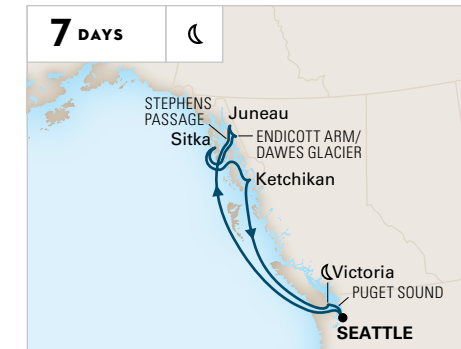 7 DAYS
STEPHENS
PASSAGE
Juneau
Sitka
ENDICOTT ARM/
DAWES GLACIER
Ketchikan
Victoria
PUGET SOUND
SEATTLE